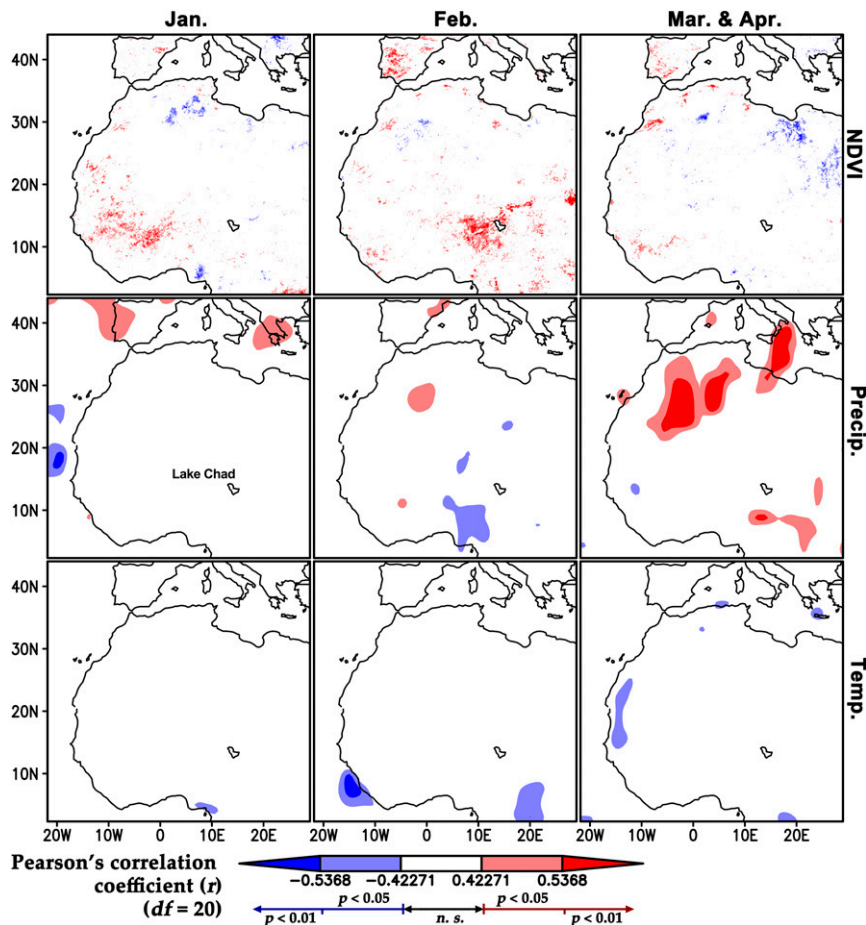 Jan. Feb. Mar. & Apr.
40N
30N
20N
10N
NDVI
40N
30N
20N
10N
Lake Chad
Precip.
40N
30N
20N
10N
Temp.
20W 10W 0 10E 20E 20W 10W 0 10E 20E 20W 10W 0 10E 20E
Pearson's correlation
coefficient (r)
(df = 20)
−0.5368 −0.42271 0.42271 0.5368
p < 0.05 p < 0.05
p < 0.01 n. s. p < 0.01